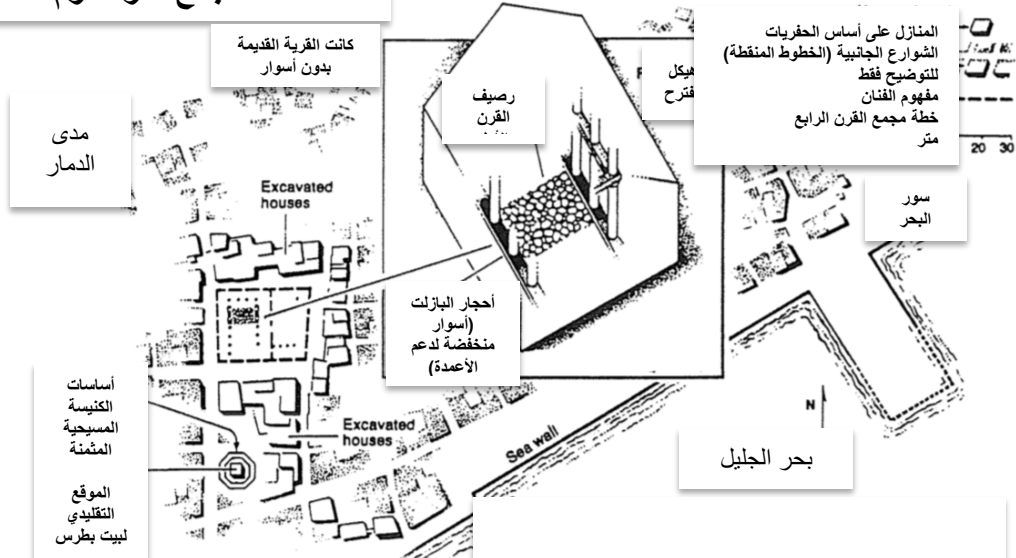 كانت القرية القديمة
بدون أسوار
المنازل على أساس الحفريات
الشوارع الجانبية (الخطوط المنقطة)
للتوضيح فقط
مفهوم الفنان
خطة مجمع القرن الرابع
متر
20 30
هيكل
رصيف
القرن
مدى
الدمار
سور
البحر
Excavated
houses
أحجار البازلت
(أسوار
منخفضة لدعم
الأعمدة)
أساسات
الكنيسة
المسيحية
المثمنة
الموقع
التقليدي
لبيت بطرس
Excavated
houses
Sea wall
N
بحر الجليل